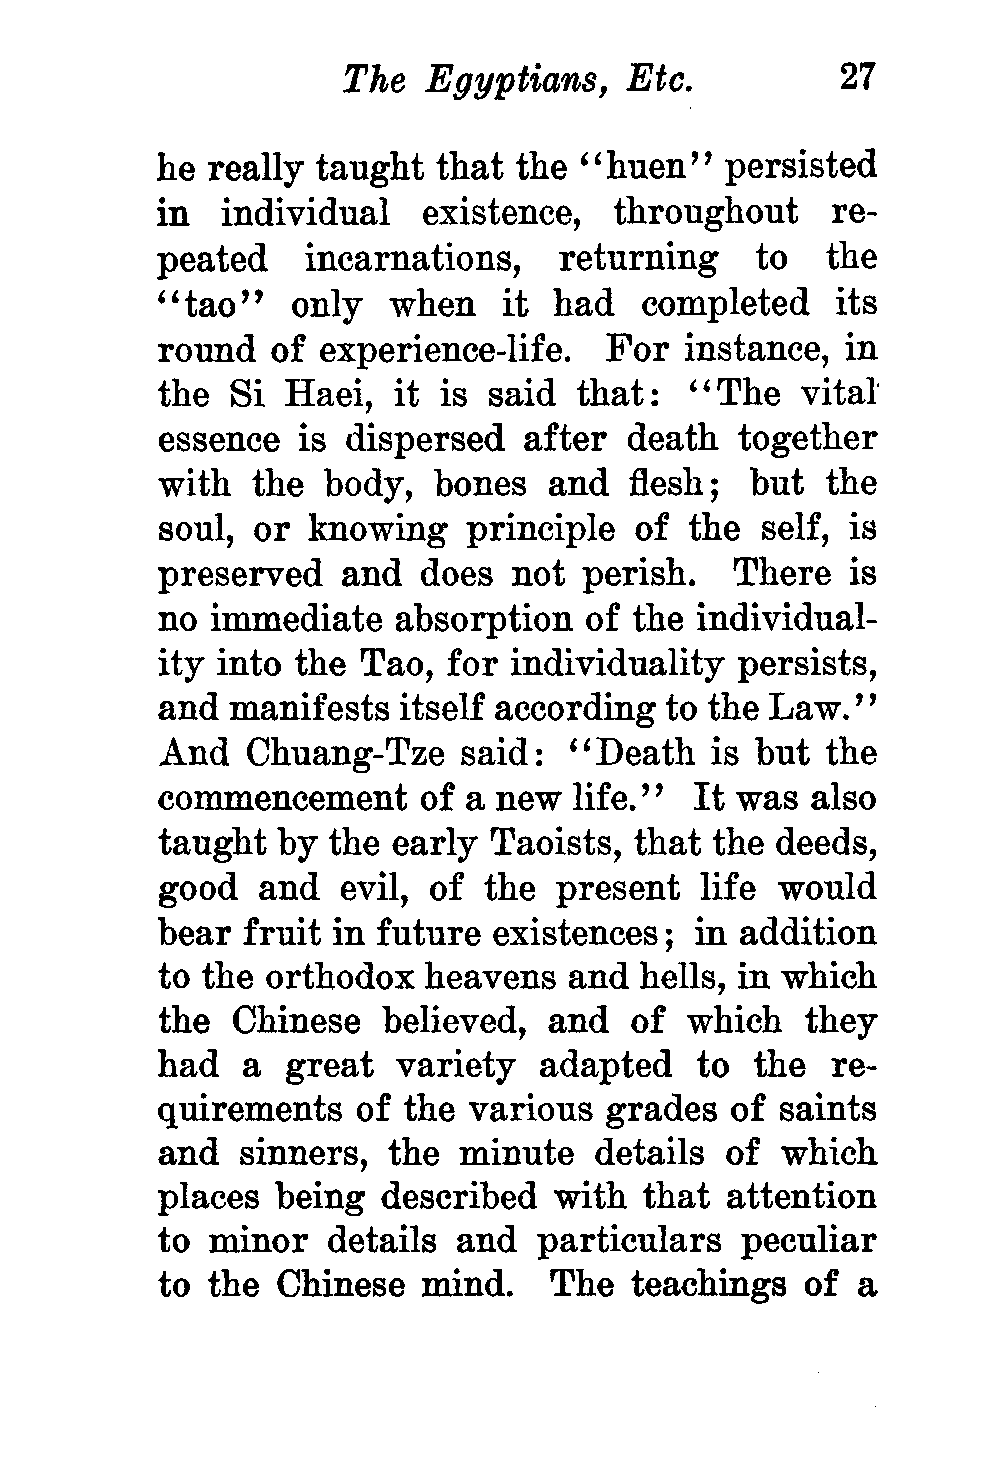 The Egyptians, Etc. 27
he really taught that the "huen" persisted
in individual existence, throughout re-
peated incarnations, returning to the
"tao" only when it had completed its
round of experience-life. For instance, in
the Si Haei, it is said that: "The vital
essence is dispersed after death together
with the body, bones and flesh; but the
soul, or knowing principle of the self, is
preserved and does not perish. There is
no immediate absorption of the individual-
ity into the Tao, for individuality persists,
and manifests itself according to the Law."
And Chuang-Tze said: "Death is but the
commencement of a new life." It was also
taught by the early Taoists, that the deeds,
good and evil, of the present life would
bear fruit in future existences; in addition
to the orthodox heavens and hells, in which
the Chinese believed, and of which they
had a great variety adapted to the re-
quirements of the various grades of saints
and sinners, the minute details of which
places being described with that attention
to minor details and particulars peculiar
to the Chinese mind. The teachings of a